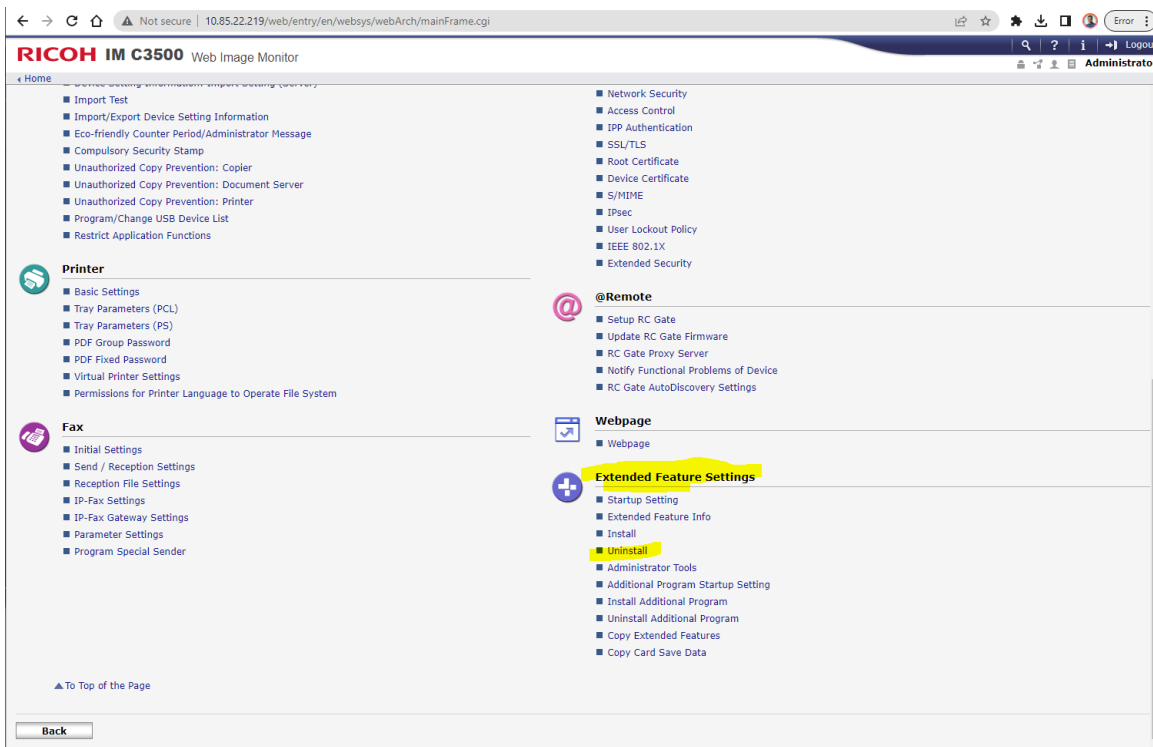 Not secure | 10.85.22.219/web/entry/en/websys/webArch/mainFrame.cgi
Error
RICOH IM C3500 Web Image Monitor
? i Logou
Administrato
Home
Device Setting Information: Import Setting (Server)
Import Test
Import/Export Device Setting Information
Eco-friendly Counter Period/Administrator Message
Compulsory Security Stamp
Unauthorized Copy Prevention: Copier
Unauthorized Copy Prevention: Document Server
Unauthorized Copy Prevention: Printer
Program/Change USB Device List
Restrict Application Functions
Printer
Basic Settings
Tray Parameters (PCL)
Tray Parameters (PS)
PDF Group Password
PDF Fixed Password
Virtual Printer Settings
Permissions for Printer Language to Operate File System
Fax
Initial Settings
Send / Reception Settings
Reception File Settings
IP-Fax Settings
IP-Fax Gateway Settings
Parameter Settings
Program Special Sender
Network Security
Access Control
IPP Authentication
SSL/TLS
Root Certificate
Device Certificate
S/MIME
IPsec
User Lockout Policy
IEEE 802.1X
Extended Security
@Remote
Setup RC Gate
Update RC Gate Firmware
RC Gate Proxy Server
Notify Functional Problems of Device
RC Gate AutoDiscovery Settings
Webpage
Webpage
Extended Feature Settings
Startup Setting
Extended Feature Info
Install
Uninstall
Administrator Tools
Additional Program Startup Setting
Install Additional Program
Uninstall Additional Program
Copy Extended Features
Copy Card Save Data
To Top of the Page
Back